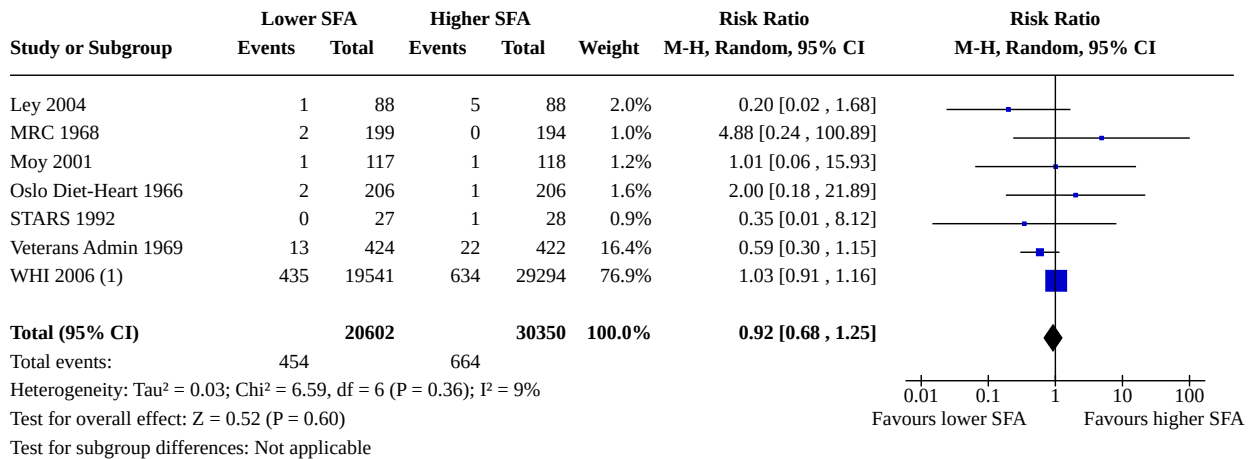 Lower SFA Higher SFA Risk Ratio Risk Ratio
Study or Subgroup Events Total Events Total Weight M-H, Random, 95% CI M-H, Random, 95% CI
Ley 2004 1 88 5 88 2.0% 0.20 [0.02 , 1.68]
MRC 1968 2 199 0 194 1.0% 4.88 [0.24 , 100.89]
Moy 2001 1 117 1 118 1.2% 1.01 [0.06 , 15.93]
Oslo Diet-Heart 1966 2 206 1 206 1.6% 2.00 [0.18 , 21.89]
STARS 1992 0 27 1 28 0.9% 0.35 [0.01 , 8.12]
Veterans Admin 1969 13 424 22 422 16.4% 0.59 [0.30 , 1.15]
WHI 2006 (1) 435 19541 634 29294 76.9% 1.03 [0.91 , 1.16]
Total (95% CI) 20602 30350 100.0% 0.92 [0.68 , 1.25]
Total events: 454 664
Heterogeneity: Tau² = 0.03; Chi² = 6.59, df = 6 (P = 0.36); I² = 9%
0.01 0.1 1 10 100
Test for overall effect: Z = 0.52 (P = 0.60)
Favours lower SFA Favours higher SFA
Test for subgroup differences: Not applicable